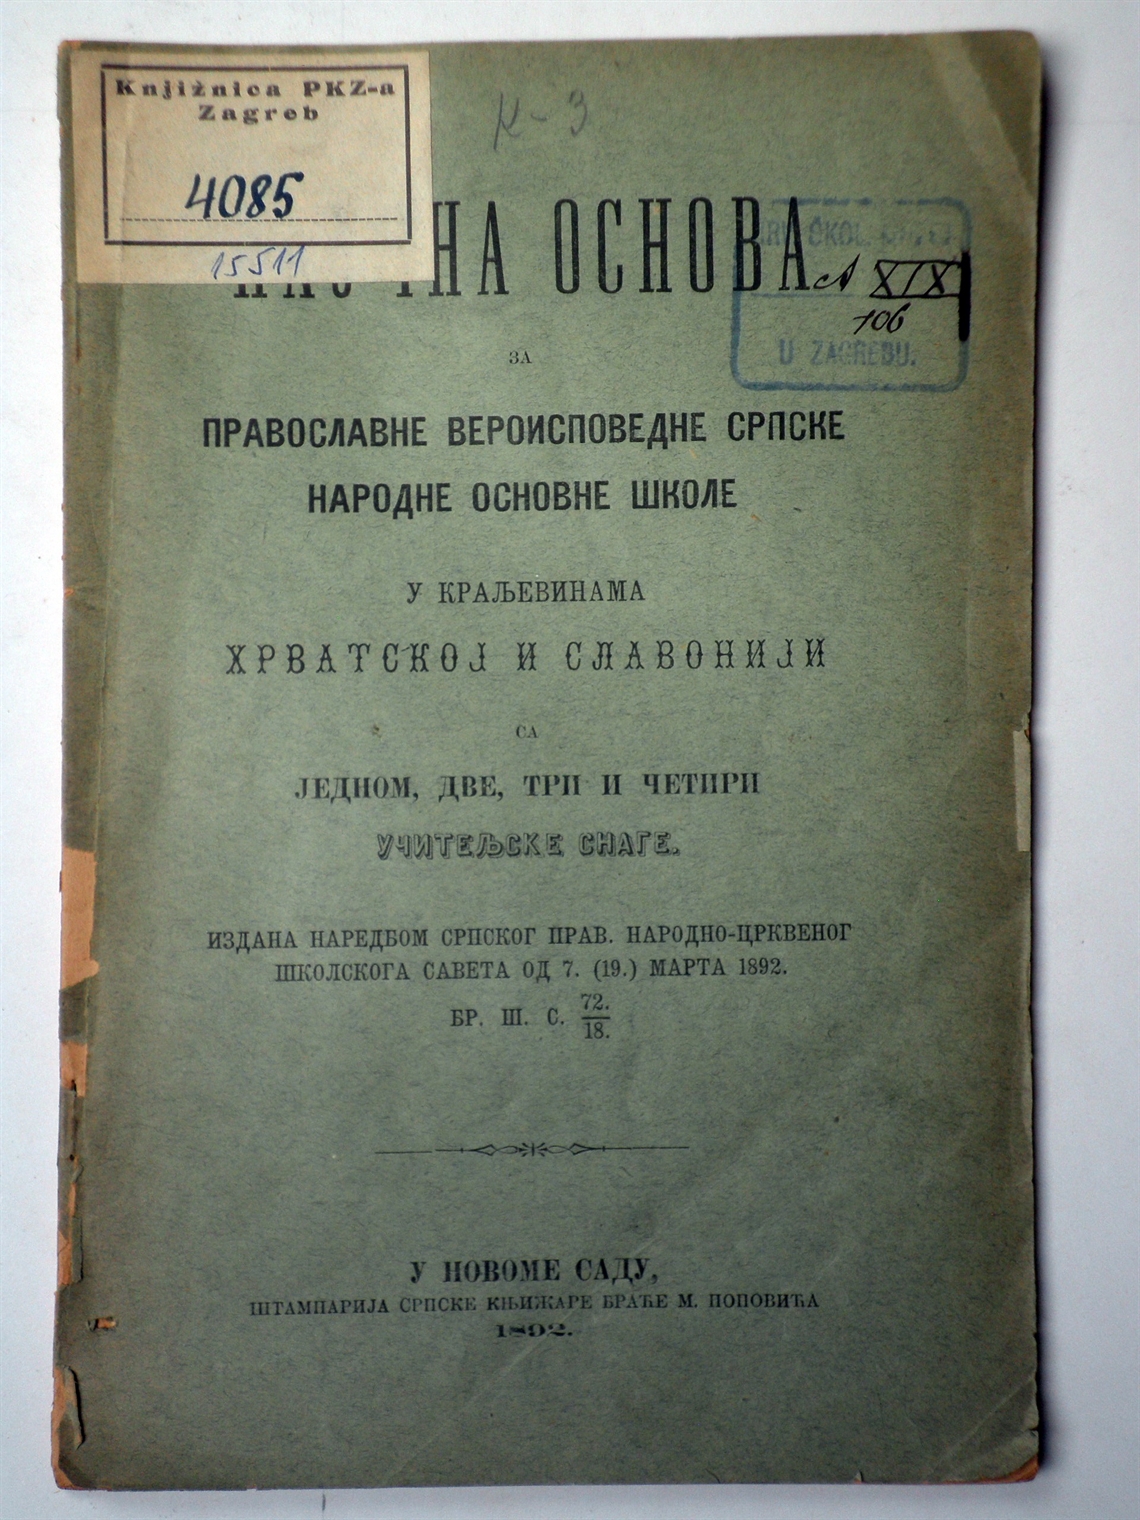 Knjižnica PKZ-a
Zagreb
4085
15511
К-3
ОСНОВА
A XIX
106
U ZAGREBU.
ЗА
ПРАВОСЛАВНЕ ВЕРОИСПОВЕДНЕ СРПСКЕ
НАРОДНЕ ОСНОВНЕ ШКОЛЕ
У КРАЉЕВИНАМА
ХРВАТСКОЈ И СЛАВОНИЈИ
СА
ЈЕДНОМ, ДВЕ, ТРИ И ЧЕТИРИ
УЧИТЕЉСКЕ СНАГЕ.
ИЗДАНА НАРЕДБОМ СРПСКОГ ПРАВ. НАРОДНО-ЦРКВЕНОГ
ШКОЛСКОГА САВЕТА ОД 7. (19.) МАРТА 1892.
БР. Ш. С. 72./18.
У НОВОМЕ САДУ,
ШТАМПАРИЈА СРПСКЕ КЊИЖАРЕ БРАЋЕ М. ПОПОВИЋА
1892.